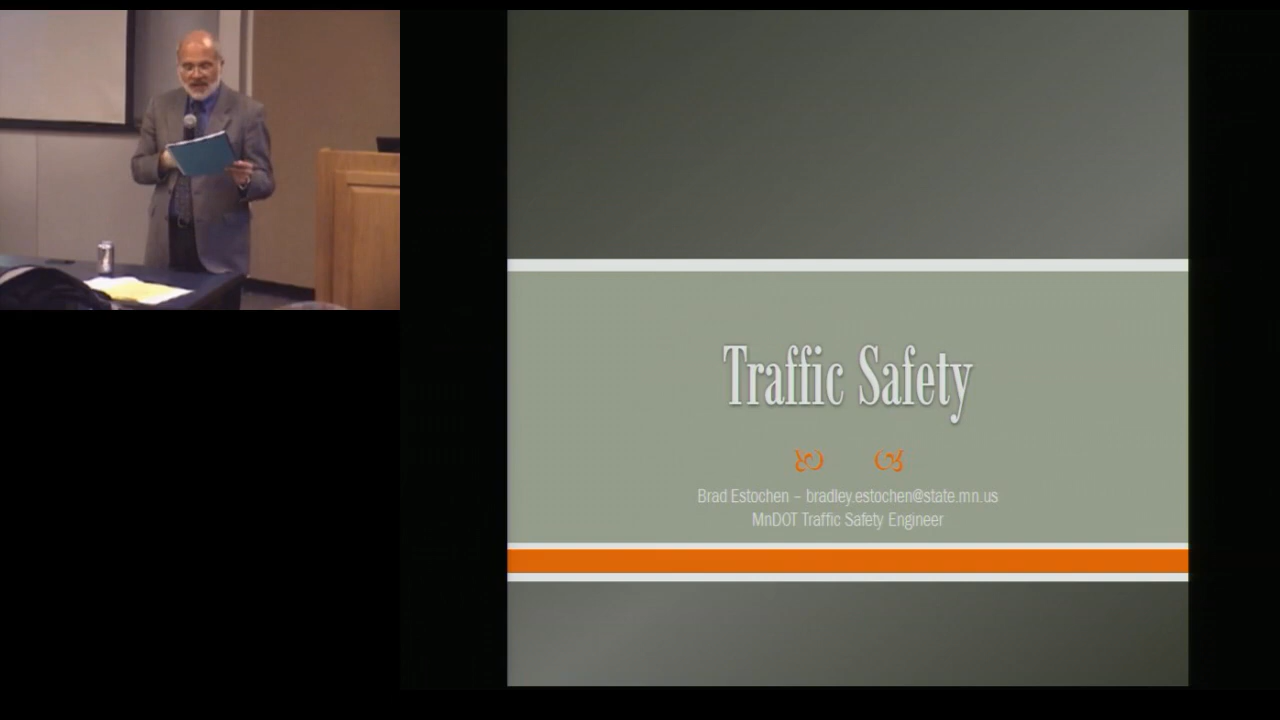 Traffic Safety
Brad Estochen – bradley.estochen@state.mn.us
MnDOT Traffic Safety Engineer